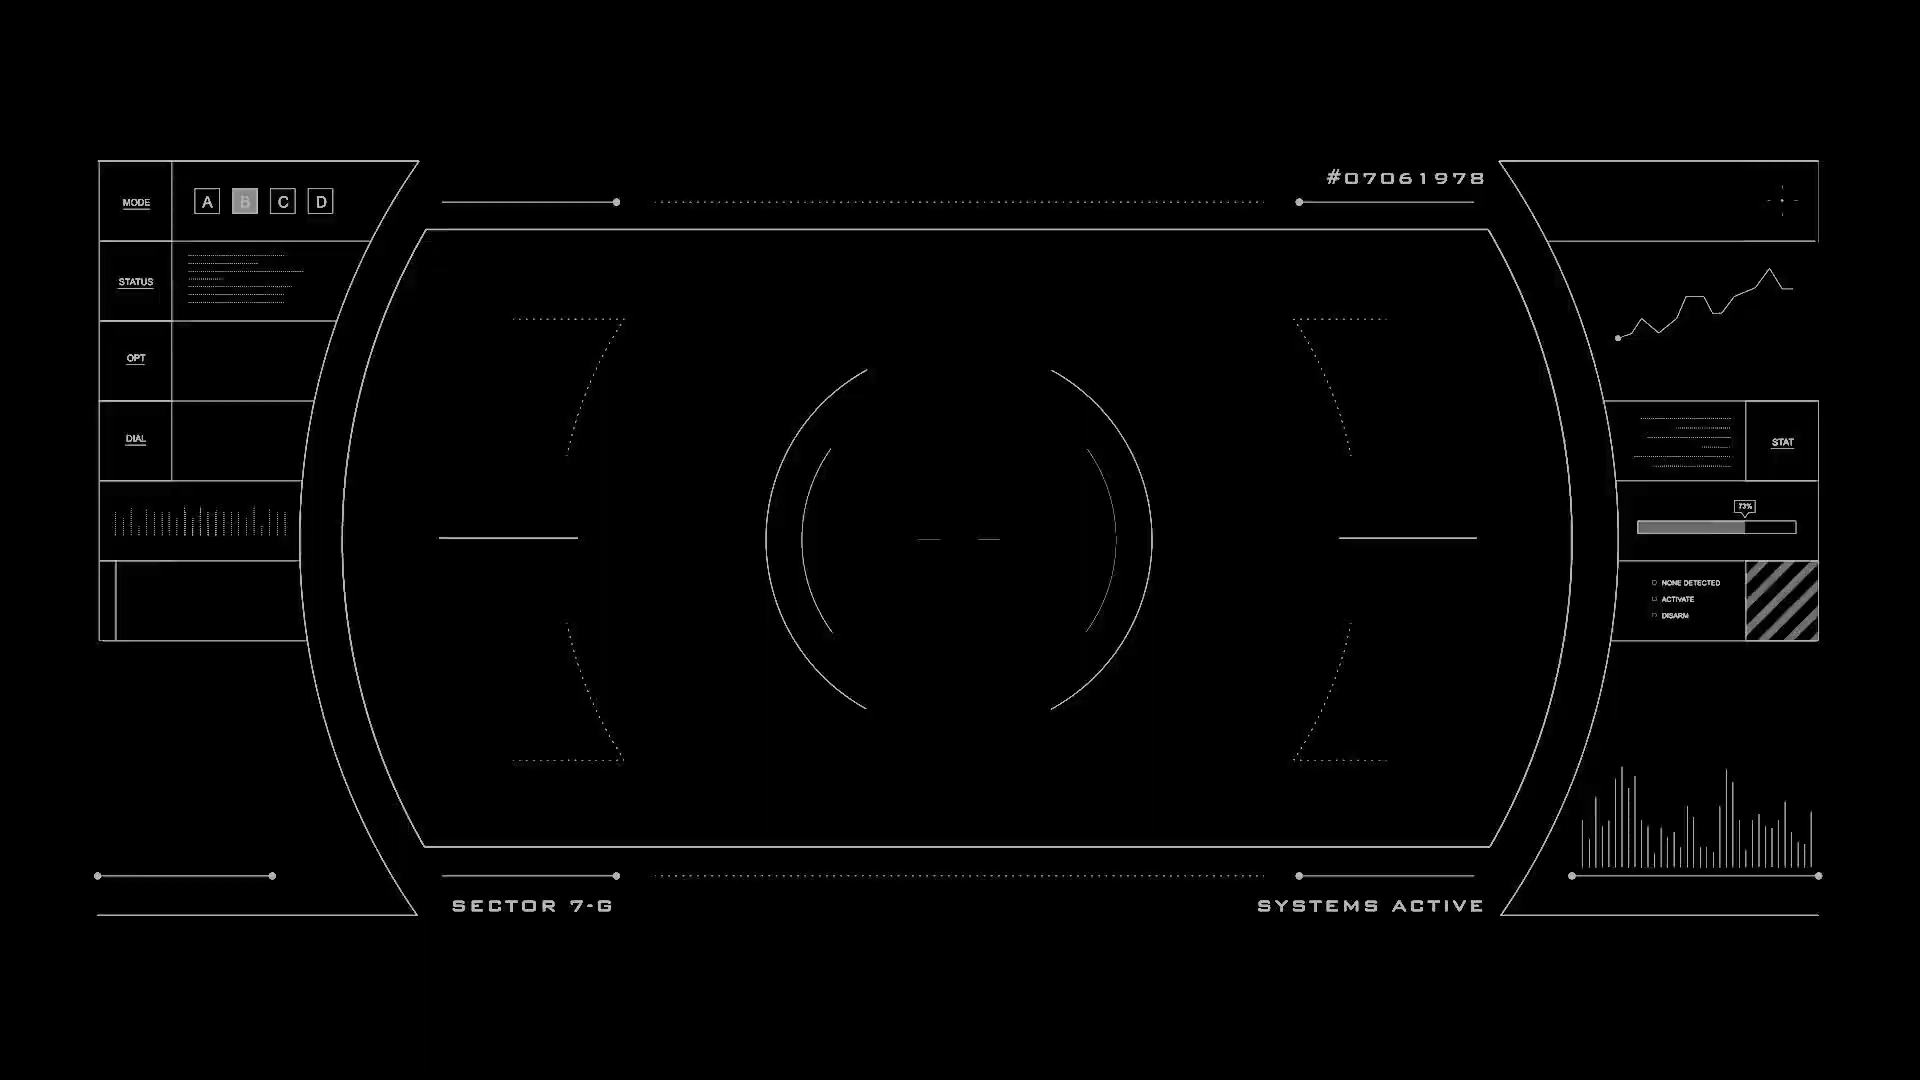 #07061978
MODE
A B C D
STATUS
OPT
DIAL
STAT
73%
NONE DETECTED
ACTIVATE
DISARM
SECTOR 7-G
SYSTEMS ACTIVE